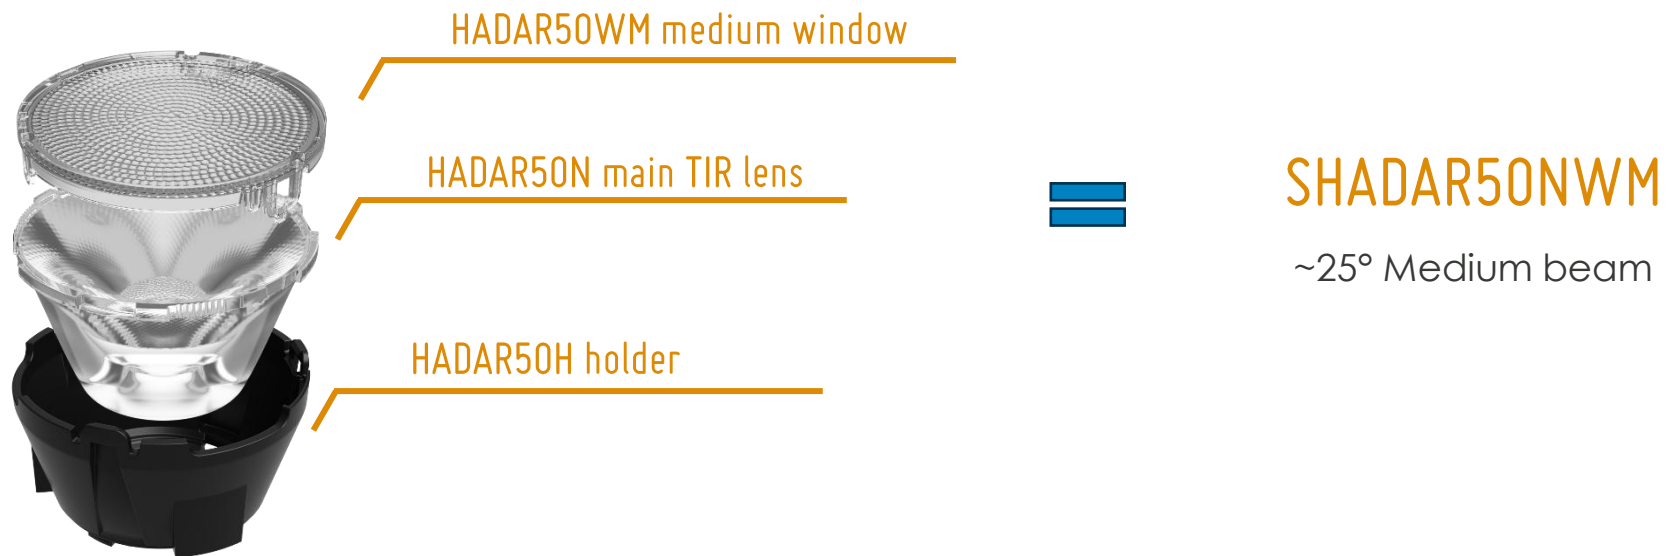 HADAR50WM medium window
HADAR50N main TIR lens
SHADAR50NWM
~25° Medium beam
HADAR50H holder